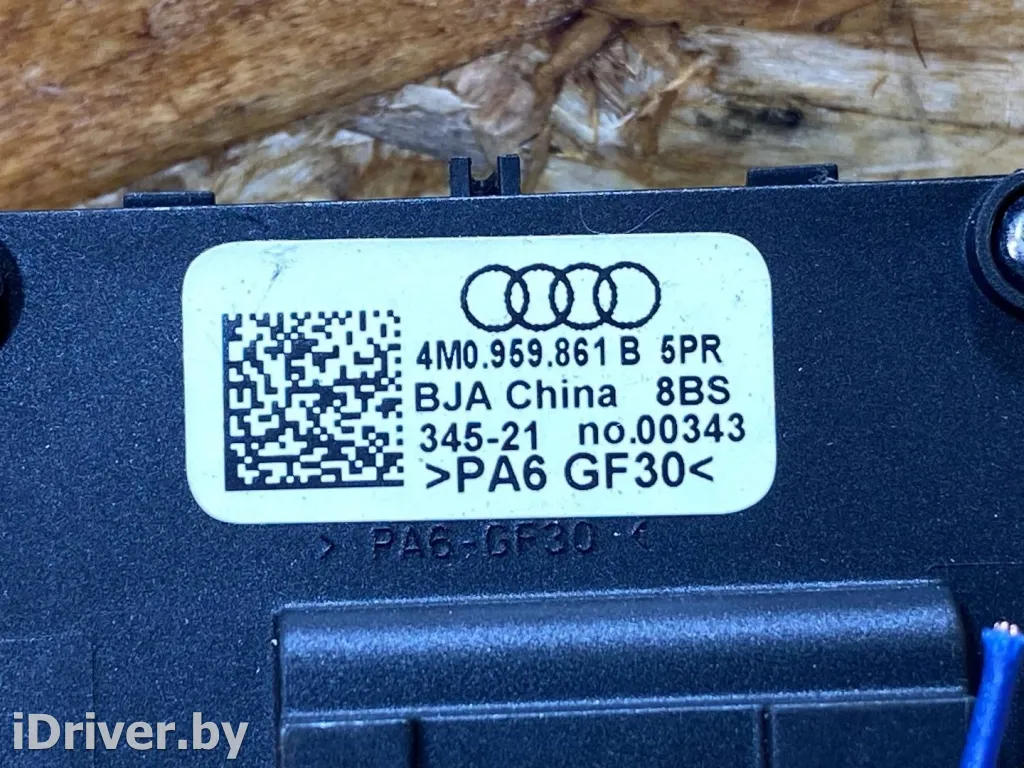 4M0.959.861 B 5PR
BJA China 8BS
345-21 no.00343
>PA6 GF30<
> PA6-GF30 <
iDriver.by